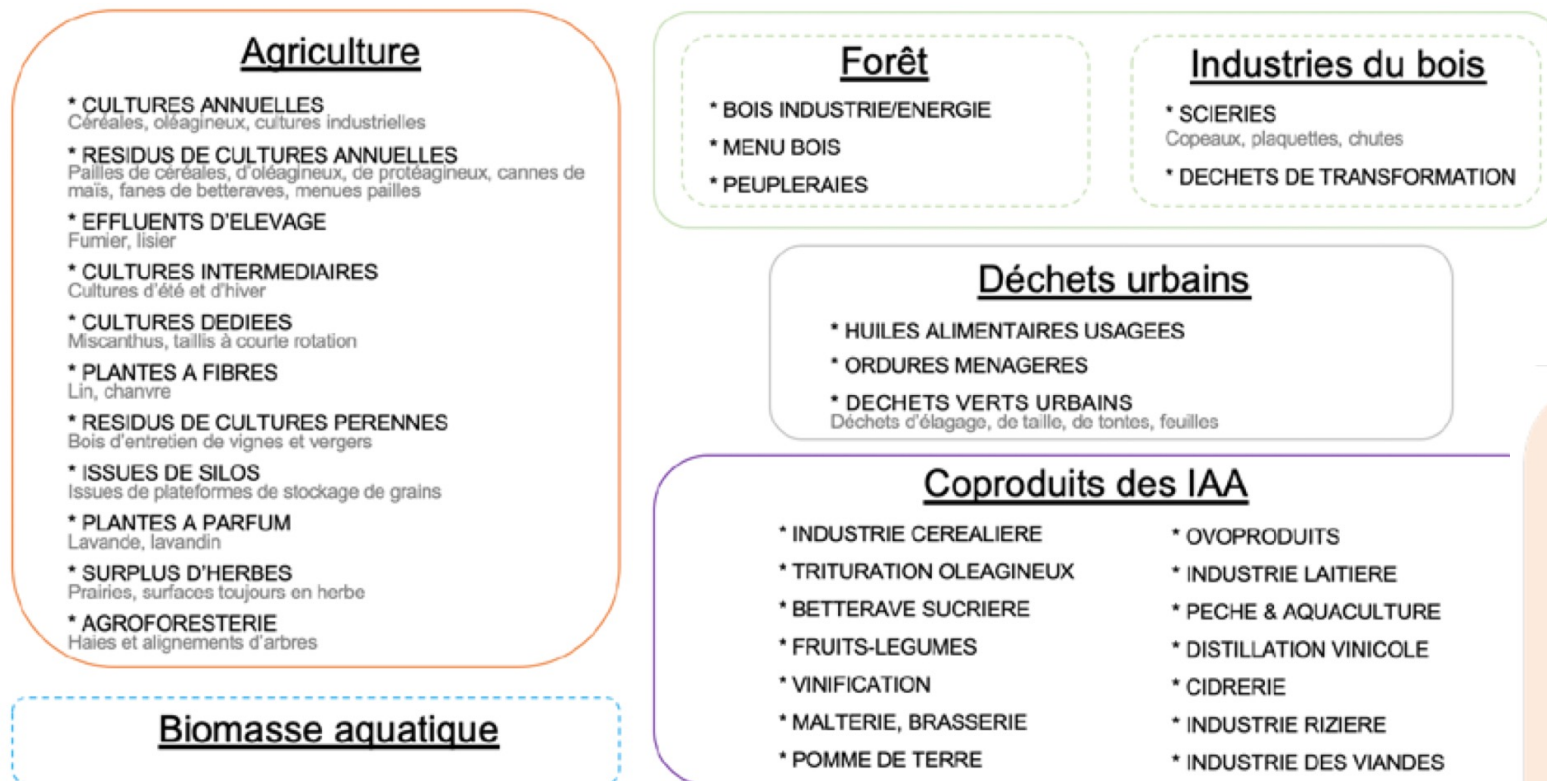 Agriculture
* CULTURES ANNUELLES
Céréales, oléagineux, cultures industrielles
* RESIDUS DE CULTURES ANNUELLES
Pailles de céréales, d'oléagineux, de protéagineux, cannes de
maïs, fanes de betteraves, menues pailles
* EFFLUENTS D'ELEVAGE
Fumier, lisier
* CULTURES INTERMEDIAIRES
Cultures d'été et d'hiver
* CULTURES DEDIEES
Miscanthus, taillis à courte rotation
* PLANTES A FIBRES
Lin, chanvre
* RESIDUS DE CULTURES PERENNES
Bois d'entretien de vignes et vergers
* ISSUES DE SILOS
Issues de plateformes de stockage de grains
* PLANTES A PARFUM
Lavande, lavandin
* SURPLUS D'HERBES
Prairies, surfaces toujours en herbe
* AGROFORESTERIE
Haies et alignements d'arbres
Biomasse aquatique
Forêt
* BOIS INDUSTRIE/ENERGIE
* MENU BOIS
* PEUPLERAIES
Industries du bois
* SCIERIES
Copeaux, plaquettes, chutes
* DECHETS DE TRANSFORMATION
Déchets urbains
* HUILES ALIMENTAIRES USAGEES
* ORDURES MENAGERES
* DECHETS VERTS URBAINS
Déchets d'élagage, de taille, de tontes, feuilles
Coproduits des IAA
* INDUSTRIE CEREALIERE
* TRITURATION OLEAGINEUX
* BETTERAVE SUCRIERE
* FRUITS-LEGUMES
* VINIFICATION
* MALTERIE, BRASSERIE
* POMME DE TERRE
* OVOPRODUITS
* INDUSTRIE LAITIERE
* PECHE & AQUACULTURE
* DISTILLATION VINICOLE
* CIDRERIE
* INDUSTRIE RIZIERE
* INDUSTRIE DES VIANDES